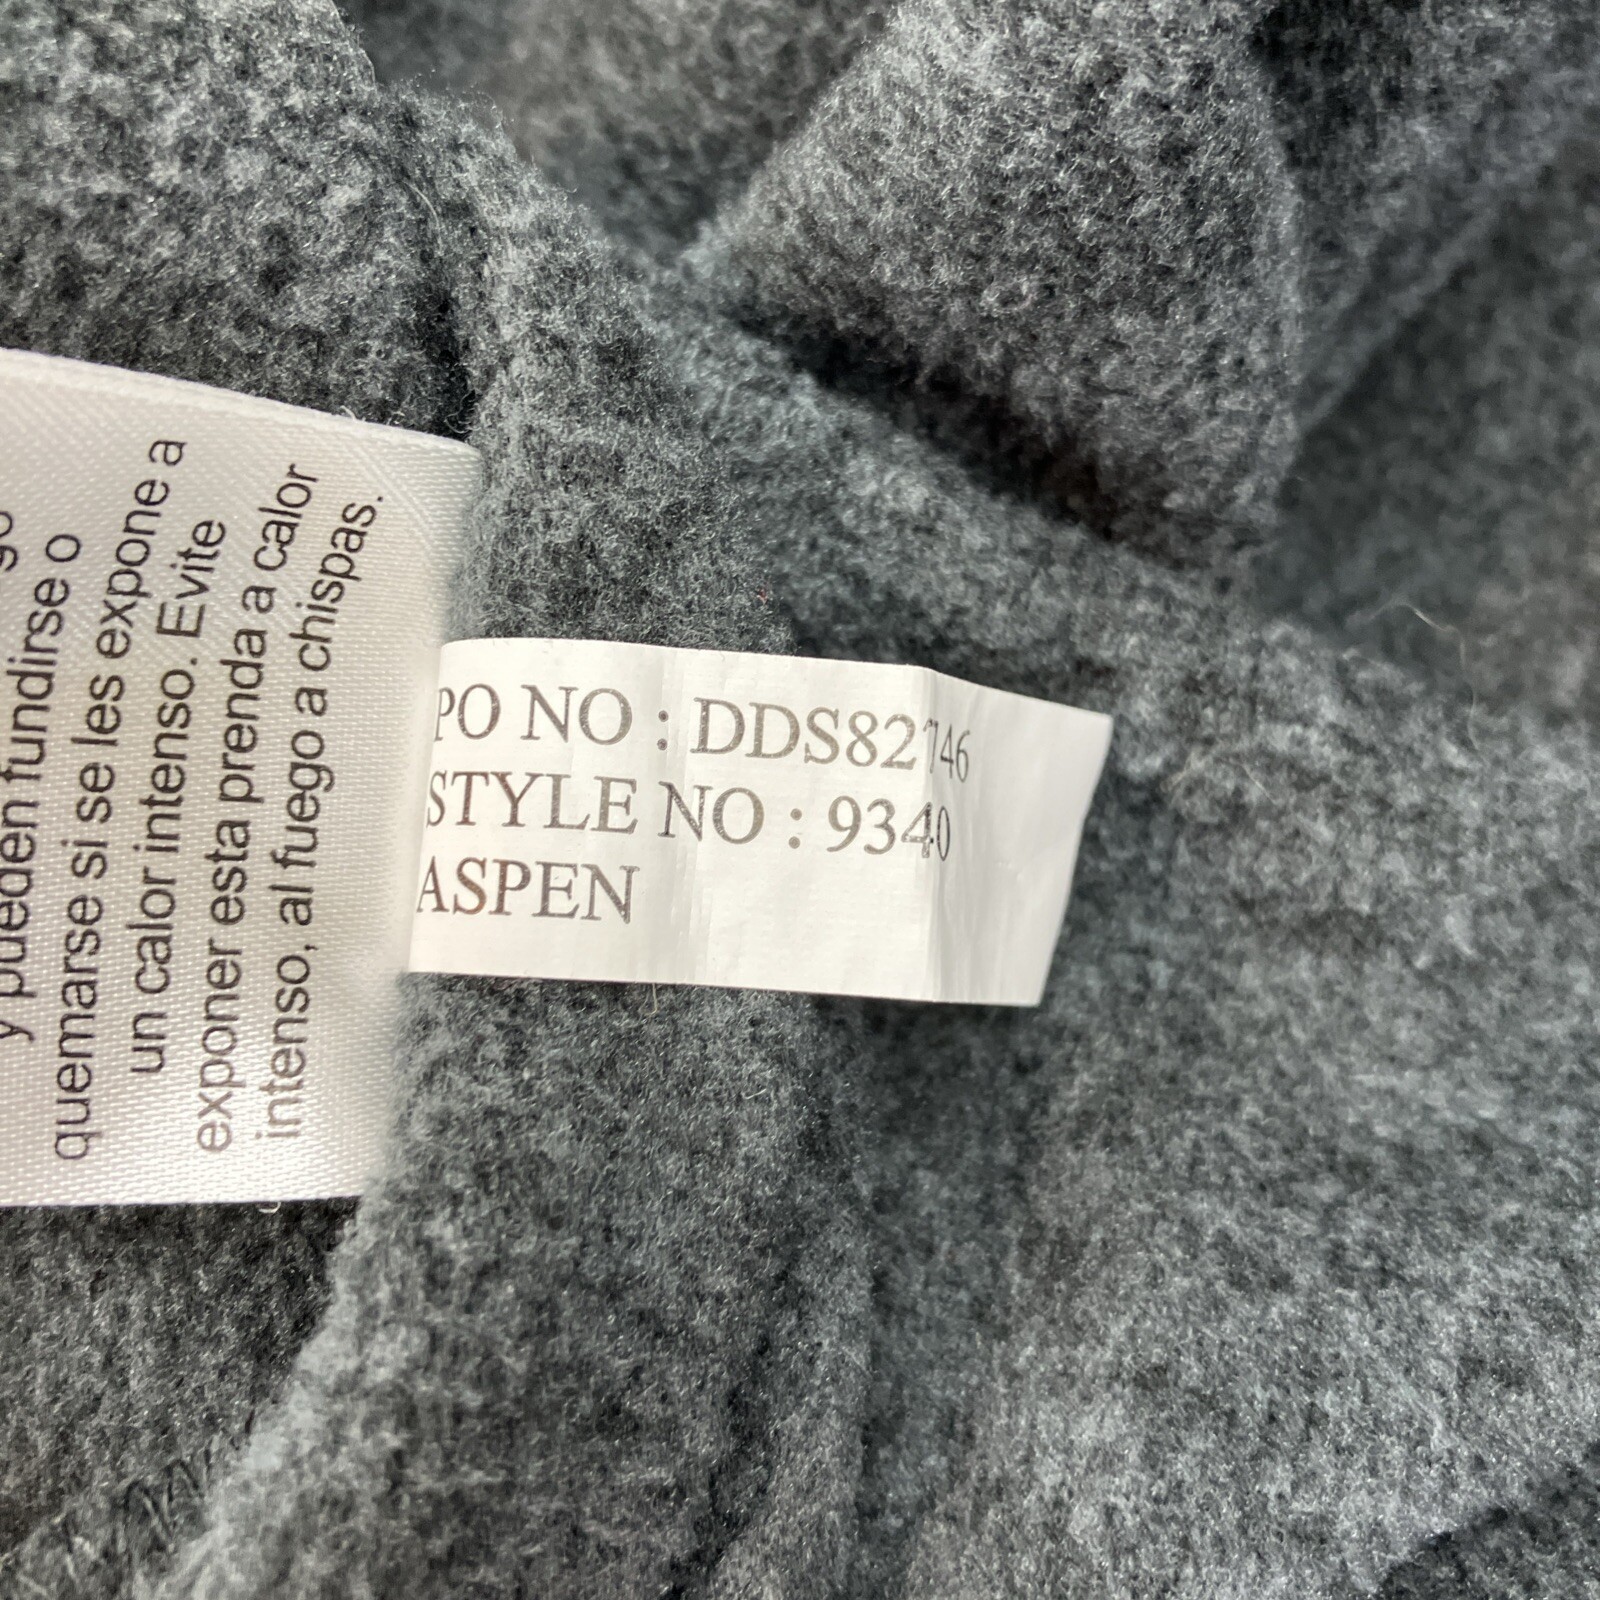 y pueden fundirse o
quemarse si se les expone a
un calor intenso. Evite
exponer esta prenda a calor
intenso, al fuego a chispas.
PO NO : DDS82746
STYLE NO : 9340
ASPEN